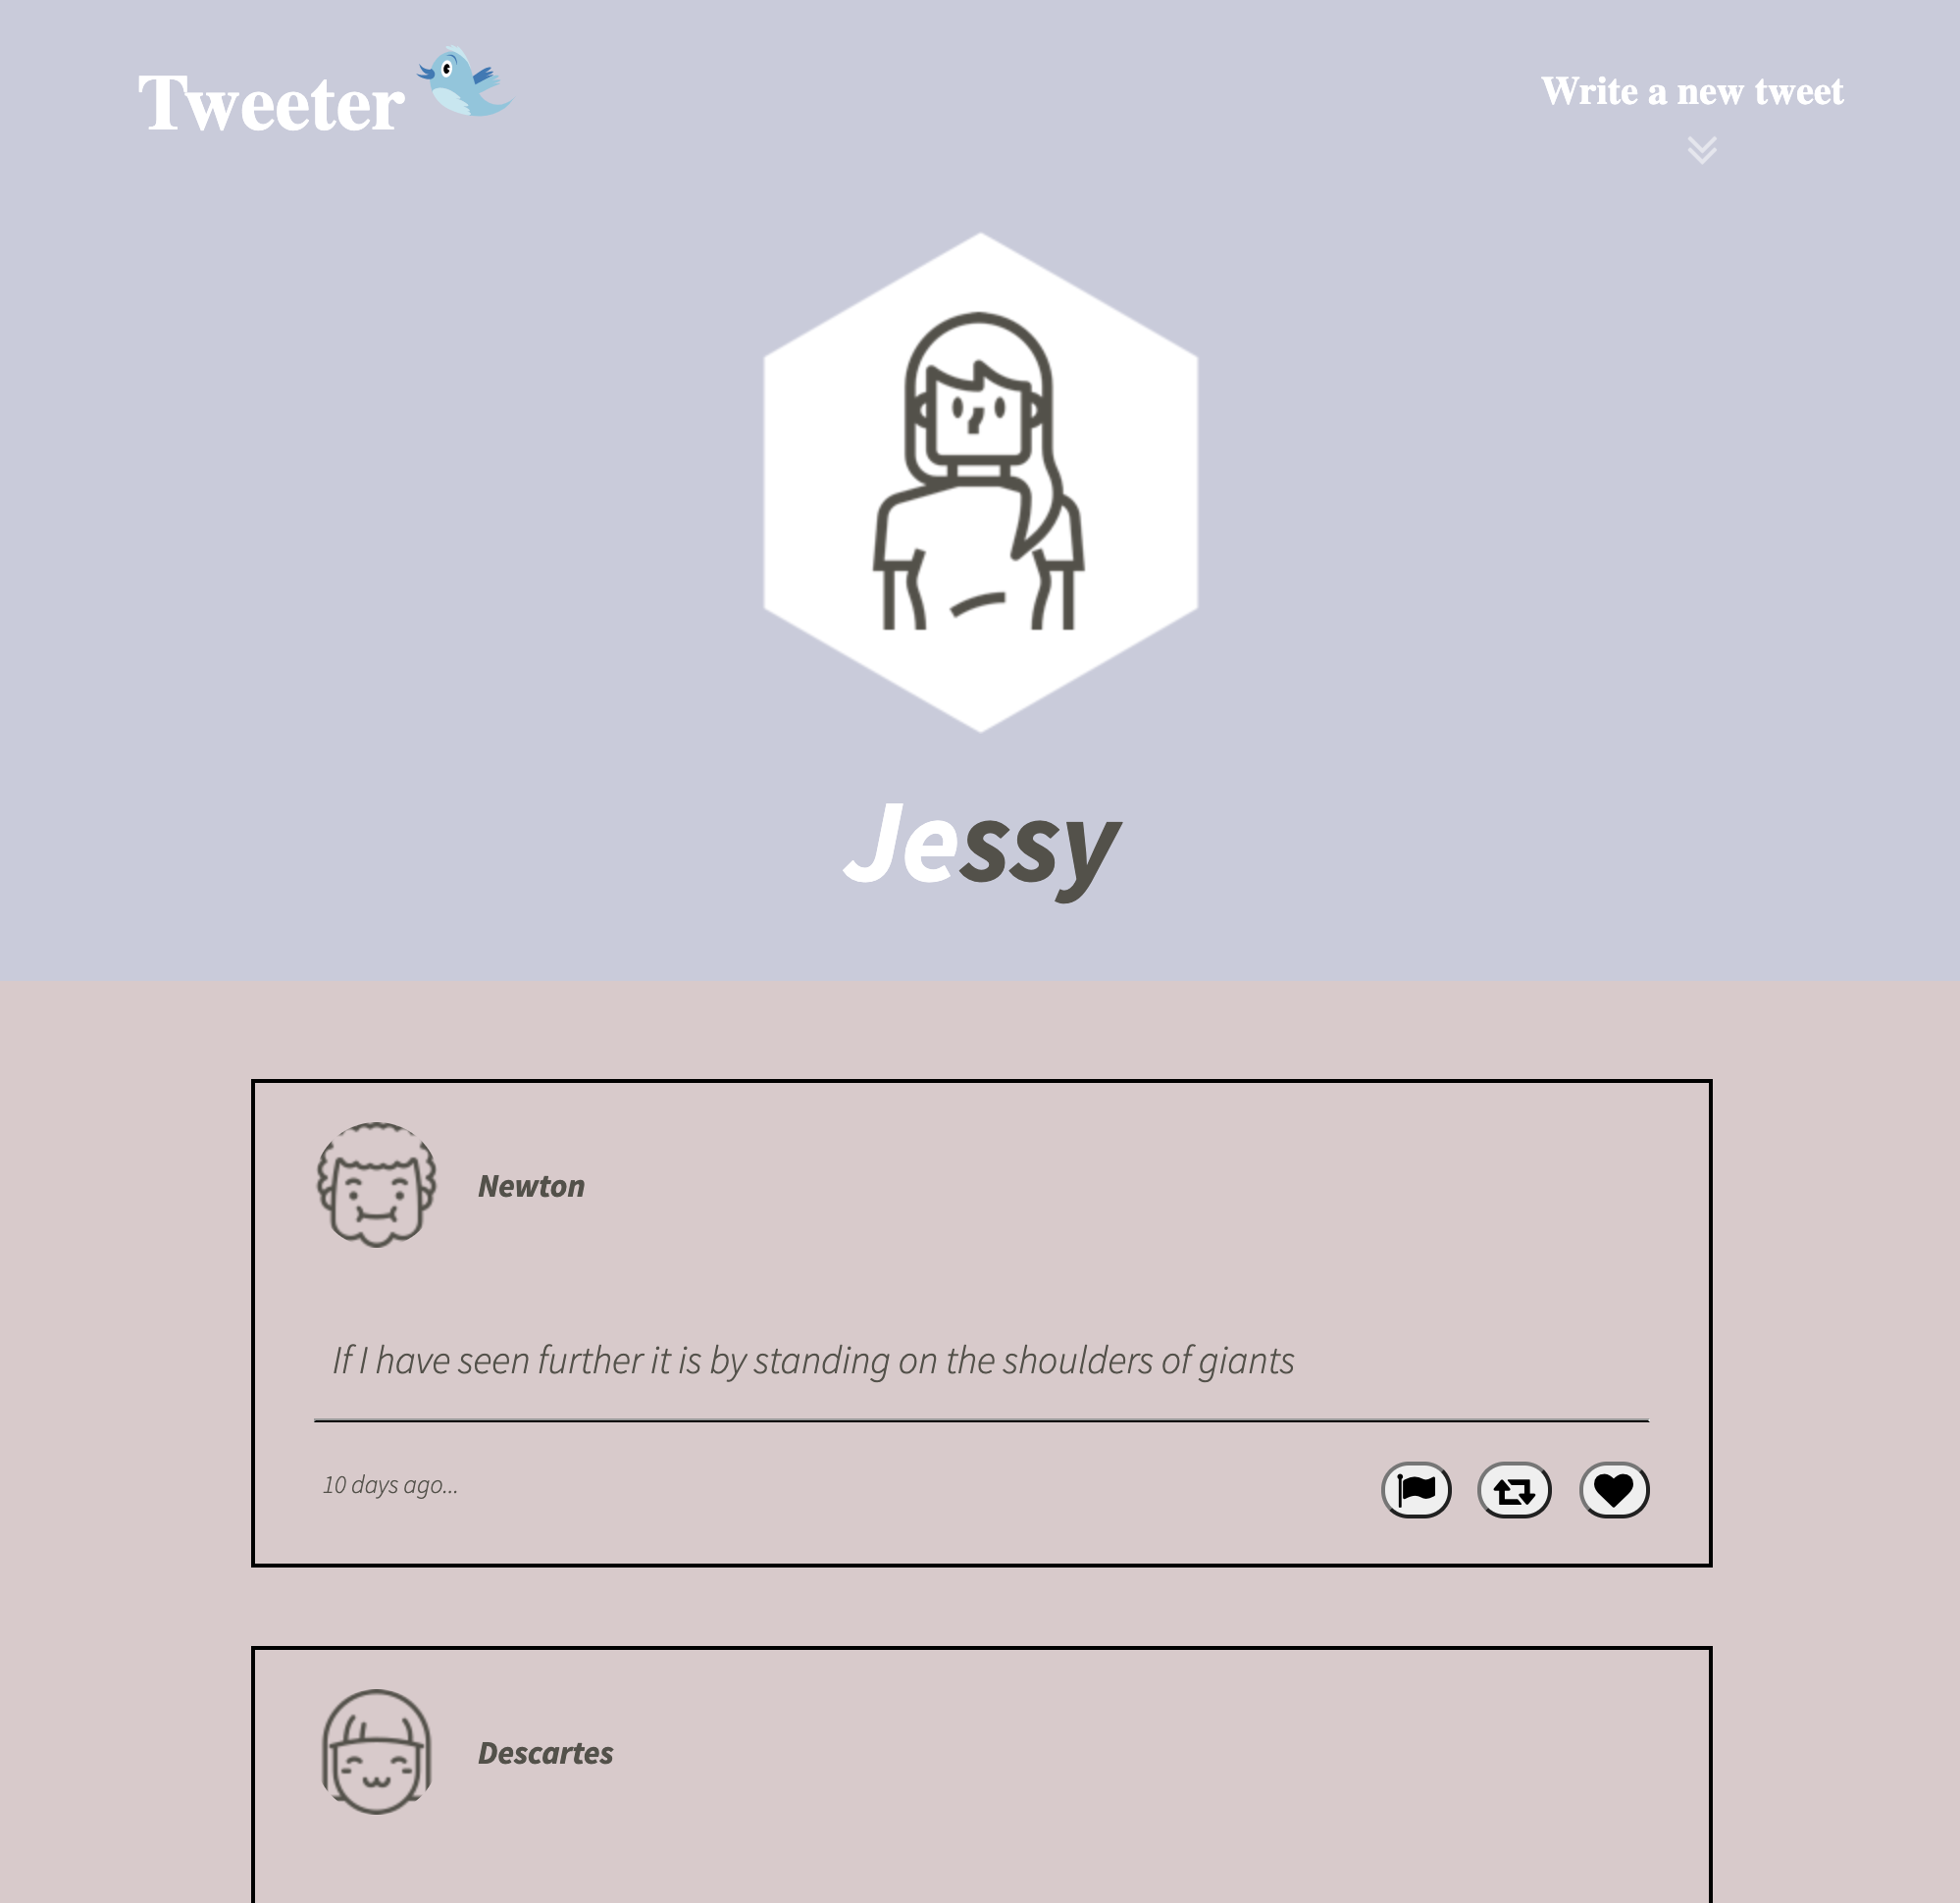 Tweeter
Write a new tweet
Jessy
Newton
If I have seen further it is by standing on the shoulders of giants
10 days ago...
Descartes